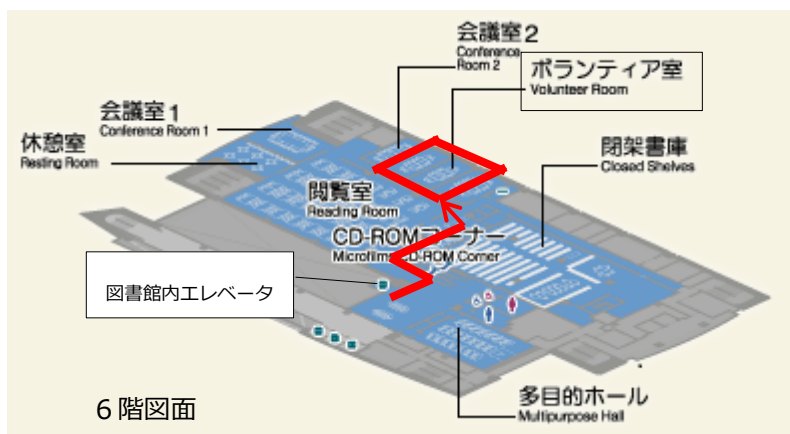 会議室2
Conference
Room 2
ボランティア室
Volunteer Room
会議室1
Conference Room 1
休憩室
Resting Room
閉架書庫
Closed Shelves
閲覧室
Reading Room
CD-ROMコーナー
Microfilms CD-ROM Corner
図書館内エレベータ
多目的ホール
Multipurpose Hall
６階図面